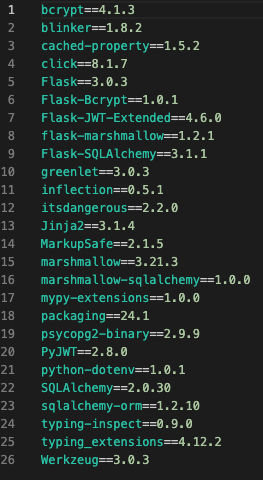 1 bcrypt==4.1.3
2 blinker==1.8.2
3 cached-property==1.5.2
4 click==8.1.7
5 Flask==3.0.3
6 Flask-Bcrypt==1.0.1
7 Flask-JWT-Extended==4.6.0
8 flask-marshmallow==1.2.1
9 Flask-SQLAlchemy==3.1.1
10 greenlet==3.0.3
11 inflection==0.5.1
12 itsdangerous==2.2.0
13 Jinja2==3.1.4
14 MarkupSafe==2.1.5
15 marshmallow==3.21.3
16 marshmallow-sqlalchemy==1.0.0
17 mypy-extensions==1.0.0
18 packaging==24.1
19 psycopg2-binary==2.9.9
20 PyJWT==2.8.0
21 python-dotenv==1.0.1
22 SQLAlchemy==2.0.30
23 sqlalchemy-orm==1.2.10
24 typing-inspect==0.9.0
25 typing_extensions==4.12.2
26 Werkzeug==3.0.3